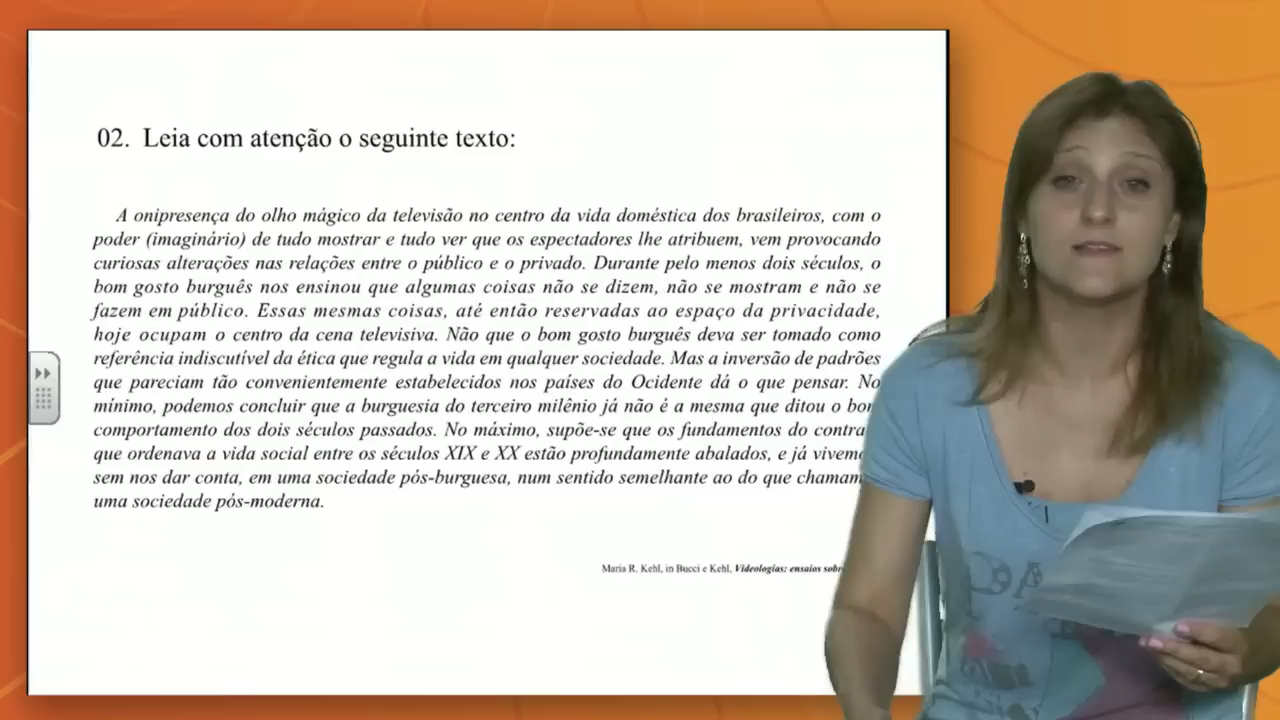 02. Leia com atenção o seguinte texto:
A onipresença do olho mágico da televisão no centro da vida doméstica dos brasileiros, com o
poder (imaginário) de tudo mostrar e tudo ver que os espectadores lhe atribuem, vem provocando
curiosas alterações nas relações entre o público e o privado. Durante pelo menos dois séculos, o
bom gosto burguês nos ensinou que algumas coisas não se dizem, não se mostram e não se
fazem em público. Essas mesmas coisas, até então reservadas ao espaço da privacidade,
hoje ocupam o centro da cena televisiva. Não que o bom gosto burguês deva ser tomado como
referência indiscutível da ética que regula a vida em qualquer sociedade. Mas a inversão de padrões
que pareciam tão convenientemente estabelecidos nos países do Ocidente dá o que pensar. No
mínimo, podemos concluir que a burguesia do terceiro milênio já não é a mesma que ditou o
comportamento dos dois séculos passados. No máximo, supõe-se que os fundamentos do
que ordenava a vida social entre os séculos XIX e XX estão profundamente abalados, e já
sem nos dar conta, em uma sociedade pós-burguesa, num sentido semelhante ao do que
uma sociedade pós-moderna.
Maria R. Kehl, in Bucci e Kehl, Videologias: ensaios